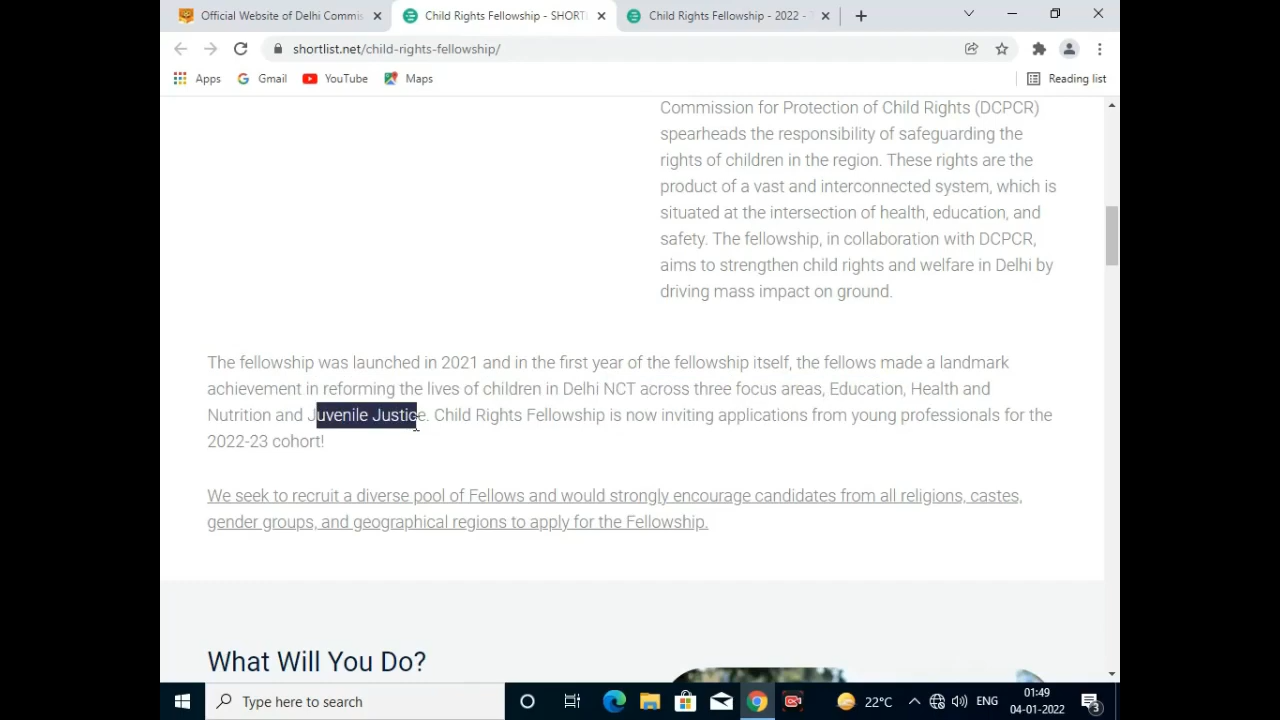 Official Website of Delhi Commis
Child Rights Fellowship - SHORT
Child Rights Fellowship - 2022 -
shortlist.net/child-rights-fellowship/
Apps
Gmail
YouTube
Maps
Reading list
Commission for Protection of Child Rights (DCPCR)
spearheads the responsibility of safeguarding the
rights of children in the region. These rights are the
product of a vast and interconnected system, which is
situated at the intersection of health, education, and
safety. The fellowship, in collaboration with DCPCR,
aims to strengthen child rights and welfare in Delhi by
driving mass impact on ground.
The fellowship was launched in 2021 and in the first year of the fellowship itself, the fellows made a landmark
achievement in reforming the lives of children in Delhi NCT across three focus areas, Education, Health and
Nutrition and Juvenile Justice. Child Rights Fellowship is now inviting applications from young professionals for the
2022-23 cohort!
We seek to recruit a diverse pool of Fellows and would strongly encourage candidates from all religions, castes,
gender groups, and geographical regions to apply for the Fellowship.
What Will You Do?
Type here to search
22°C
ENG
01:49
04-01-2022
3